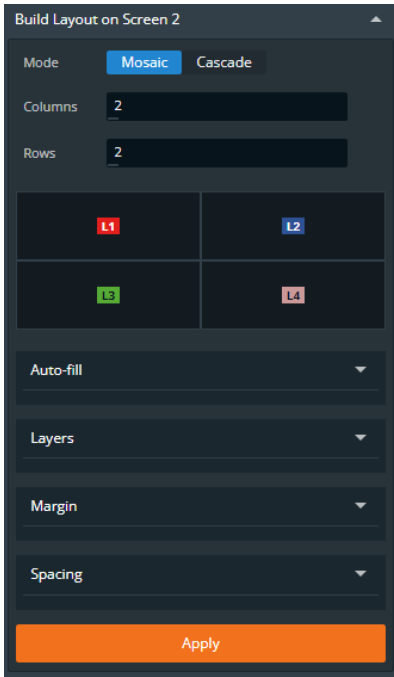 Build Layout on Screen 2
Mode Mosaic Cascade
Columns 2
Rows 2
L1 L2
L3 L4
Auto-fill
Layers
Margin
Spacing
Apply